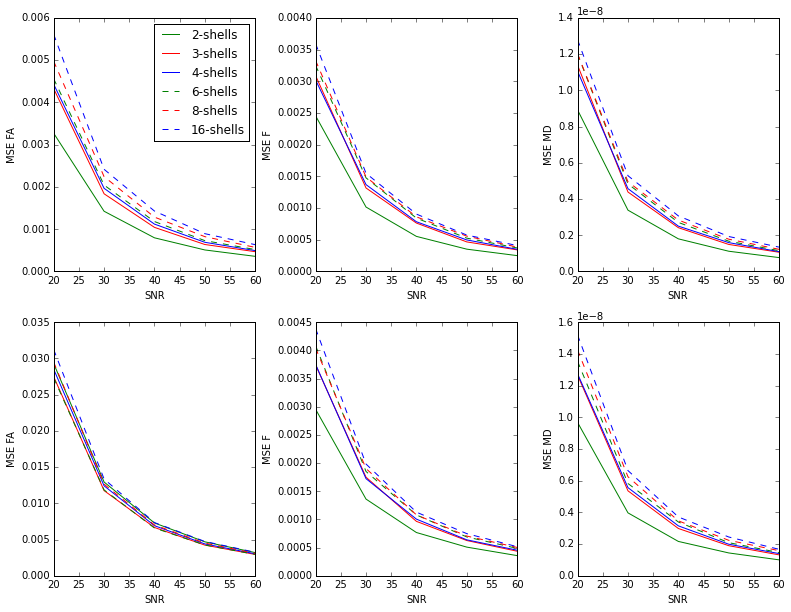 0.006
0.005
0.004
0.003
0.002
0.001
0.000
MSE FA
20 25 30 35 40 45 50 55 60
SNR
2-shells
3-shells
4-shells
6-shells
8-shells
16-shells
0.0040
0.0035
0.0030
0.0025
0.0020
0.0015
0.0010
0.0005
0.0000
MSE F
20 25 30 35 40 45 50 55 60
SNR
1e−8
1.4
1.2
1.0
0.8
0.6
0.4
0.2
0.0
MSE MD
20 25 30 35 40 45 50 55 60
SNR
0.035
0.030
0.025
0.020
0.015
0.010
0.005
0.000
MSE FA
20 25 30 35 40 45 50 55 60
SNR
0.0045
0.0040
0.0035
0.0030
0.0025
0.0020
0.0015
0.0010
0.0005
0.0000
MSE F
20 25 30 35 40 45 50 55 60
SNR
1e−8
1.6
1.4
1.2
1.0
0.8
0.6
0.4
0.2
0.0
MSE MD
20 25 30 35 40 45 50 55 60
SNR